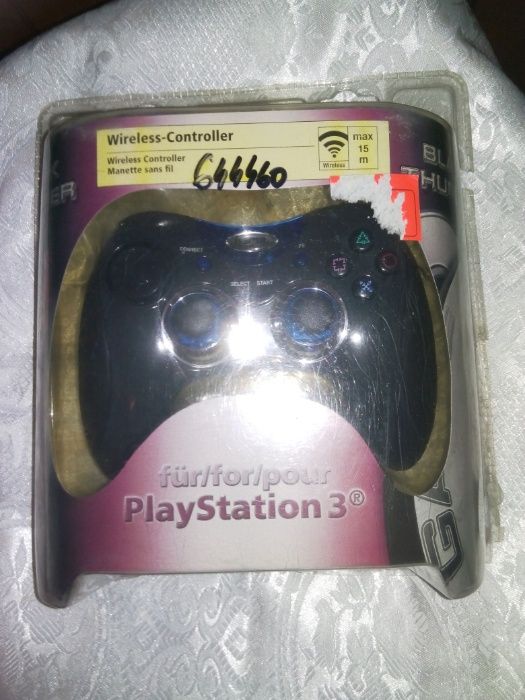 Wireless-Controller
Wireless Controller
Manette sans fil
Wireless
max
15
m
644460
CONNECT
SELECT START
für/for/pour
PlayStation 3®